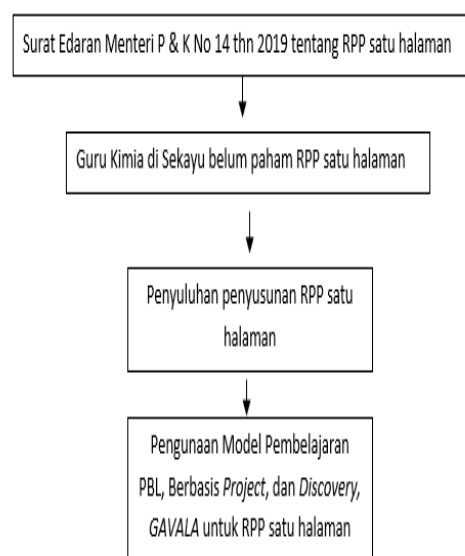 Surat Edaran Menteri P & K No 14 thn 2019 tentang RPP satu halaman
Guru Kimia di Sekayu belum paham RPP satu halaman
Penyuluhan penyusunan RPP satu
halaman
Pengunaan Model Pembelajaran
PBL, Berbasis Project, dan Discovery,
GAVALA untuk RPP satu halaman